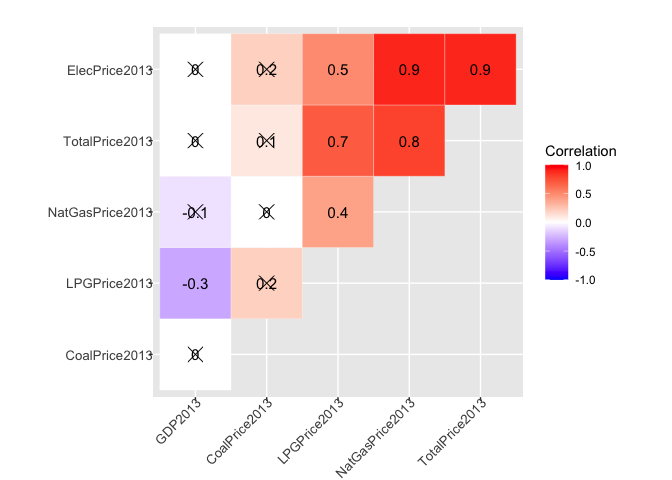 ElecPrice2013 0 0.2 0.5 0.9 0.9
TotalPrice2013 0 0.1 0.7 0.8
NatGasPrice2013 -0.1 0 0.4
LPGPrice2013 -0.3 0.2
CoalPrice2013 0
GDP2013
CoalPrice2013
LPGPrice2013
NatGasPrice2013
TotalPrice2013
Correlation
1.0
0.5
0.0
-0.5
-1.0